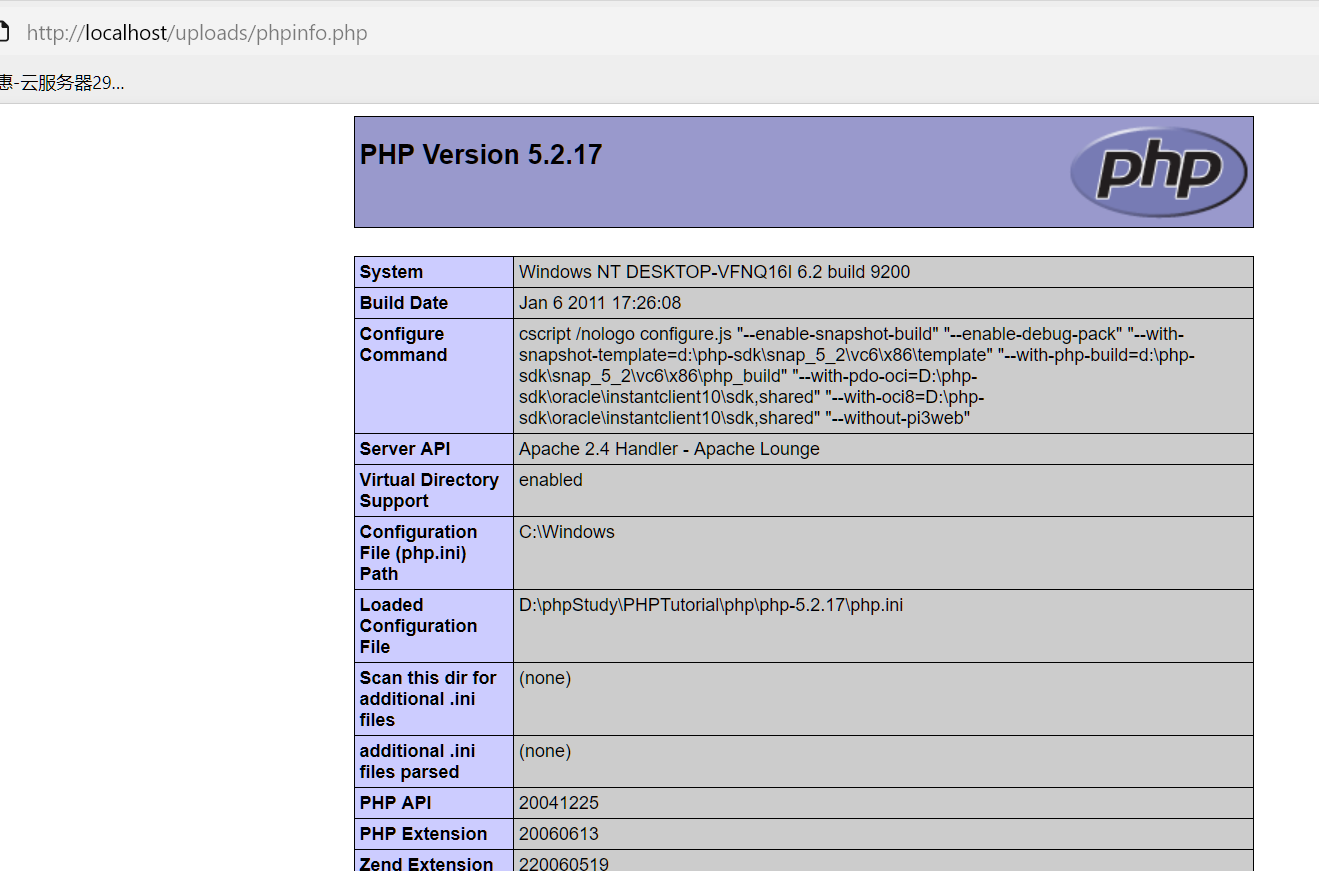 http://localhost/uploads/phpinfo.php
惠-云服务器29...
PHP Version 5.2.17
php
System Windows NT DESKTOP-VFNQ16I 6.2 build 9200
Build Date Jan 6 2011 17:26:08
Configure Command cscript /nologo configure.js "--enable-snapshot-build" "--enable-debug-pack" "--with-
snapshot-template=d:\php-sdk\snap_5_2\vc6\x86\template" "--with-php-build=d:\php-
sdk\snap_5_2\vc6\x86\php_build" "--with-pdo-oci=D:\php-
sdk\oracle\instantclient10\sdk,shared" "--with-oci8=D:\php-
sdk\oracle\instantclient10\sdk,shared" "--without-pi3web"
Server API Apache 2.4 Handler - Apache Lounge
Virtual Directory Support enabled
Configuration File (php.ini) Path C:\Windows
Loaded Configuration File D:\phpStudy\PHPTutorial\php\php-5.2.17\php.ini
Scan this dir for additional .ini files (none)
additional .ini files parsed (none)
PHP API 20041225
PHP Extension 20060613
Zend Extension 220060519